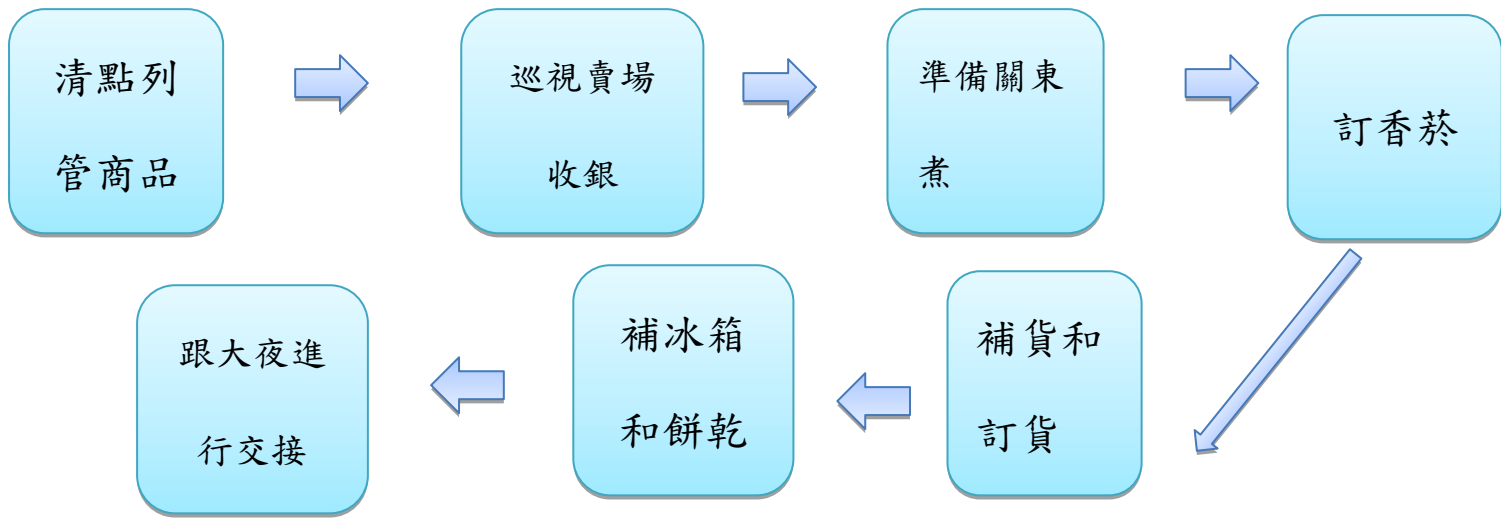 清點列
管商品
巡視賣場
收銀
準備關東
煮
訂香菸
補貨和
訂貨
補冰箱
和餅乾
跟大夜進
行交接